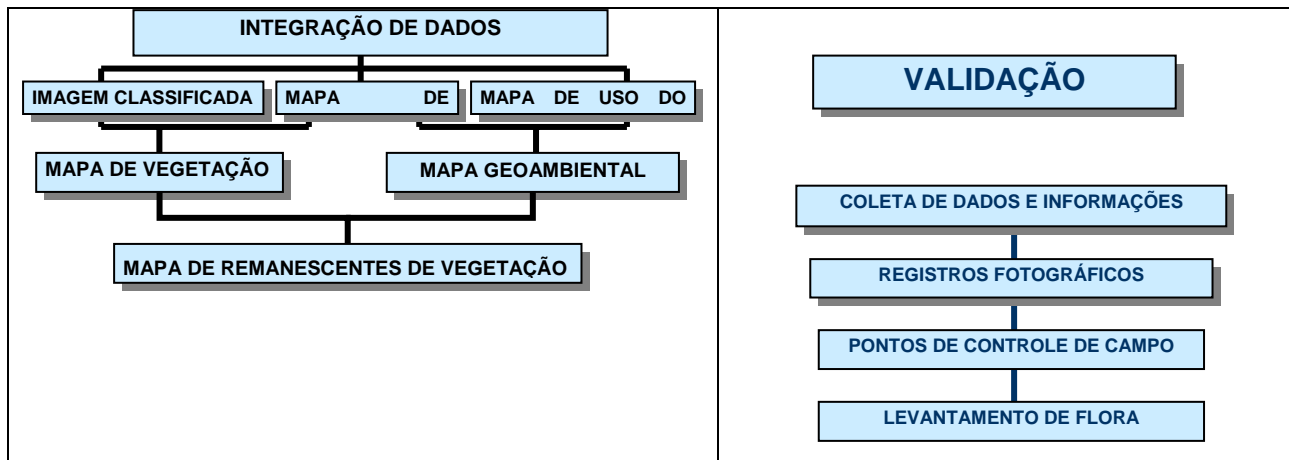 INTEGRAÇÃO DE DADOS
IMAGEM CLASSIFICADA
MAPA DE
MAPA DE USO DO
MAPA DE VEGETAÇÃO
MAPA GEOAMBIENTAL
MAPA DE REMANESCENTES DE VEGETAÇÃO
VALIDAÇÃO
COLETA DE DADOS E INFORMAÇÕES
REGISTROS FOTOGRÁFICOS
PONTOS DE CONTROLE DE CAMPO
LEVANTAMENTO DE FLORA